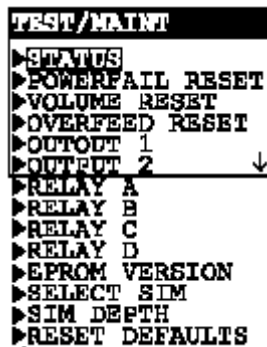 TEST/MAINT
STATUS
POWERFAIL RESET
VOLUME RESET
OVERFEED RESET
OUTOUT 1
OUTPUT 2
RELAY A
RELAY B
RELAY C
RELAY D
EPROM VERSION
SELECT SIM
SIM DEPTH
RESET DEFAULTS